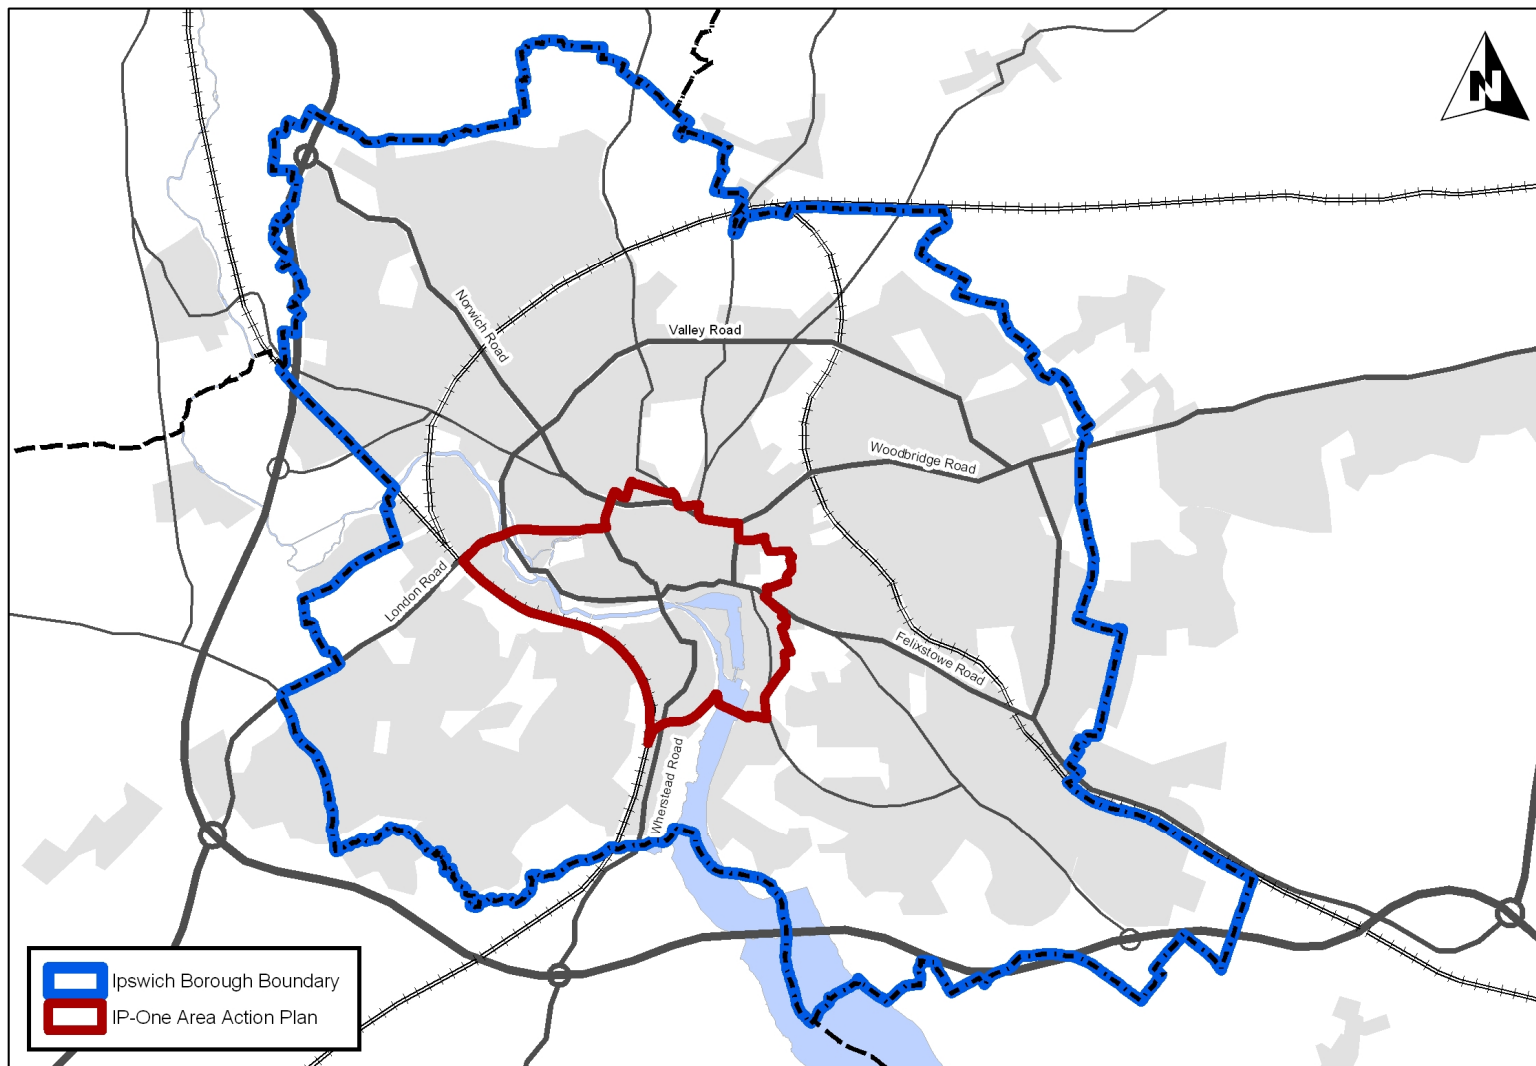 N
Norwich Road
Valley Road
Woodbridge Road
London Road
Felixstowe Road
Wherstead Road
Ipswich Borough Boundary
IP-One Area Action Plan